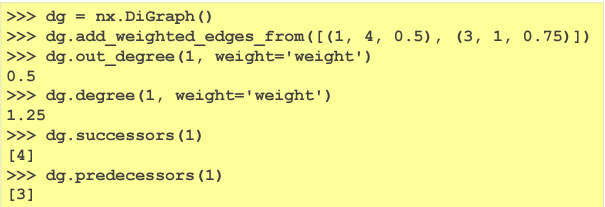 >>> dg = nx.DiGraph()
>>> dg.add_weighted_edges_from([(1, 4, 0.5), (3, 1, 0.75)])
>>> dg.out_degree(1, weight='weight')
0.5
>>> dg.degree(1, weight='weight')
1.25
>>> dg.successors(1)
[4]
>>> dg.predecessors(1)
[3]